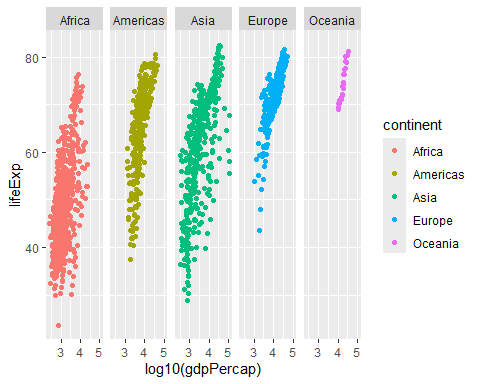 Africa Americas Asia Europe Oceania
80
60
40
lifeExp
3 4 5 3 4 5 3 4 5 3 4 5 3 4 5
log10(gdpPercap)
continent
Africa
Americas
Asia
Europe
Oceania